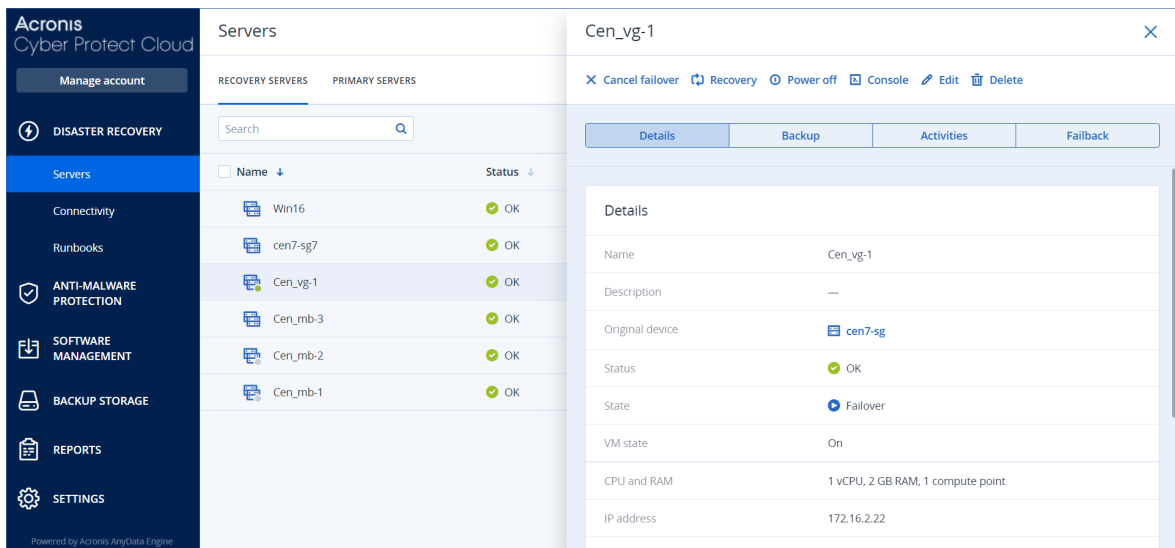 Acronis
Cyber Protect Cloud
Manage account
DISASTER RECOVERY
Servers
Connectivity
Runbooks
ANTI-MALWARE
PROTECTION
SOFTWARE
MANAGEMENT
BACKUP STORAGE
REPORTS
SETTINGS
Powered by Acronis AnyData Engine
Servers
RECOVERY SERVERS PRIMARY SERVERS
Search
Name Status
Win16 OK
cen7-sg7 OK
Cen_vg-1 OK
Cen_mb-3 OK
Cen_mb-2 OK
Cen_mb-1 OK
Cen_vg-1
Cancel failover Recovery Power off Console Edit Delete
Details Backup Activities Failback
Details
Name Cen_vg-1
Description —
Original device cen7-sg
Status OK
State Failover
VM state On
CPU and RAM 1 vCPU, 2 GB RAM, 1 compute point
IP address 172.16.2.22